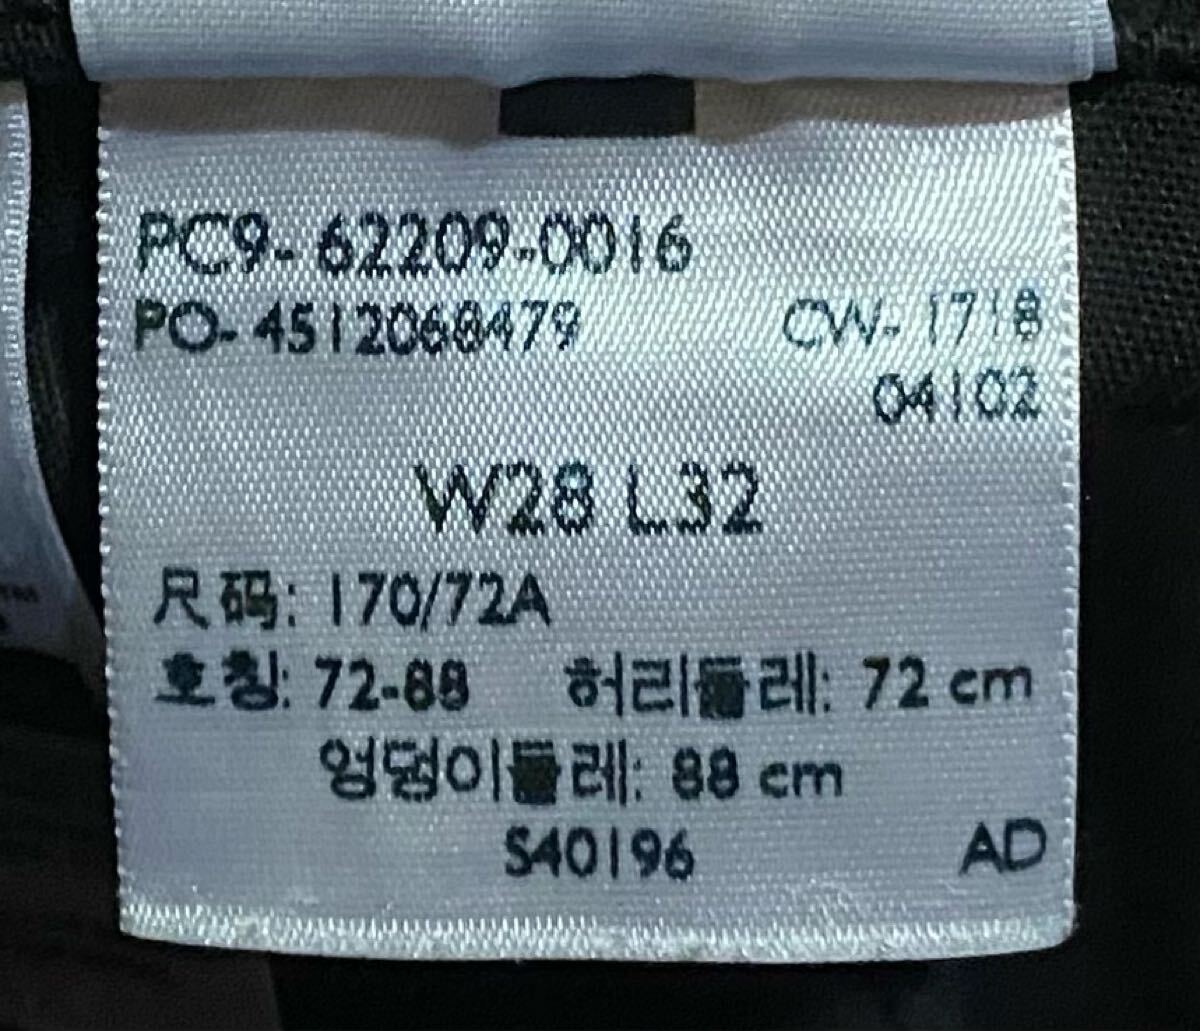 PC9-62209-0016
PO-4512068479 CW-1718
04102
W28 L32
尺码: 170/72A
호칭: 72-88 허리둘레: 72 cm
엉덩이둘레: 88 cm
S40196 AD